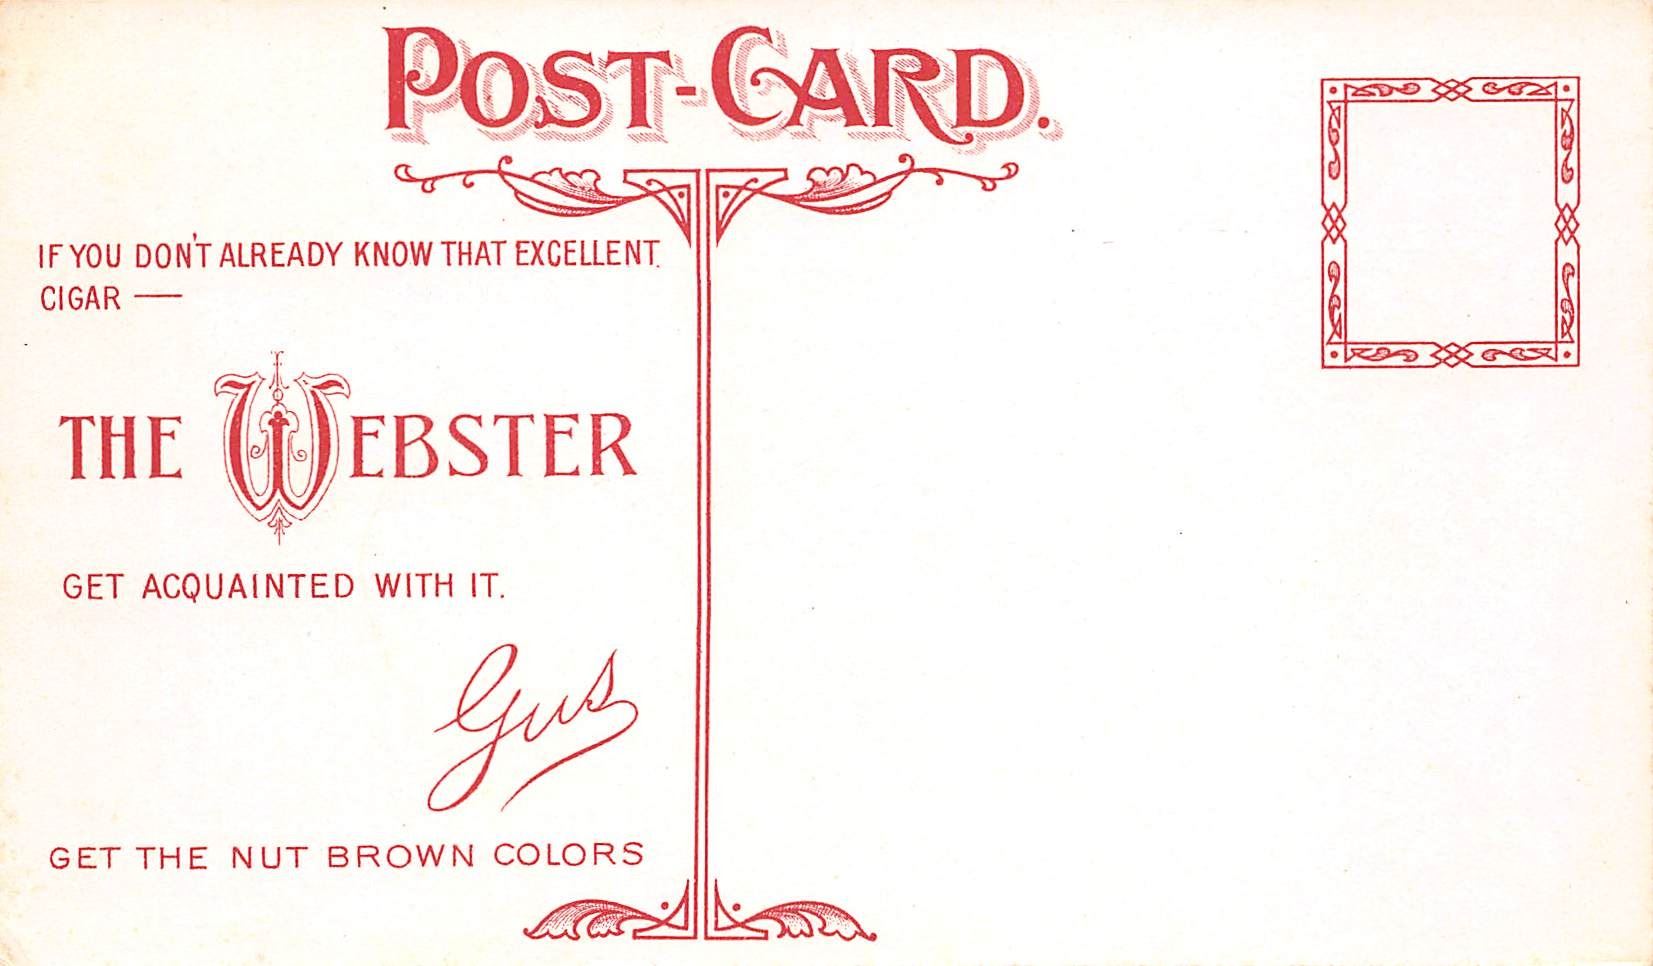 POST-CARD.
IF YOU DON'T ALREADY KNOW THAT EXCELLENT
CIGAR —
THE WEBSTER
GET ACQUAINTED WITH IT.
Gus
GET THE NUT BROWN COLORS